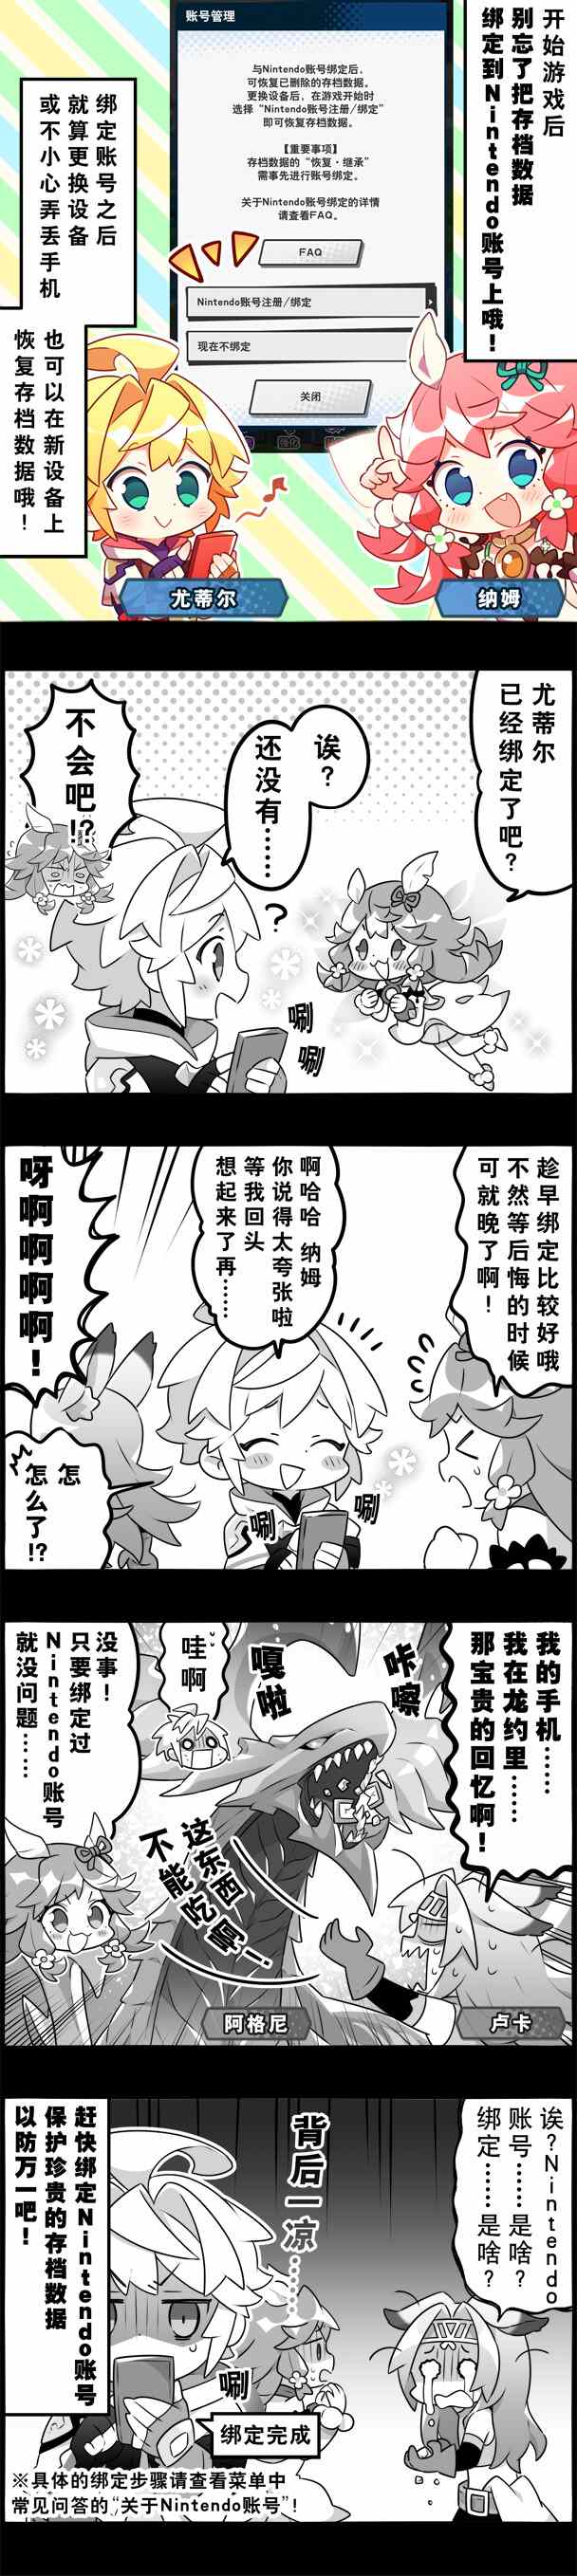 开始游戏后
别忘了把存档数据
绑定到Nintendo账号上哦！
账号管理
与Nintendo账号绑定后，
可恢复已删除的存档数据。
更换设备后，在游戏开始时
选择“Nintendo账号注册/绑定”
即可恢复存档数据。
【重要事项】
存档数据的“恢复·继承”
需事先进行账号绑定。
关于Nintendo账号绑定的详情
请查看FAQ。
FAQ
Nintendo账号注册/绑定
现在不绑定
关闭
绑定账号之后
就算更换设备
或不小心弄丢手机
也可以在新设备上
恢复存档数据哦！
尤蒂尔
纳姆
尤蒂尔
已经绑定了吧？
诶？
还没有……
不会吧!?
?
唰
唰
趁早绑定比较好哦
不然等后悔的时候
可就晚了啊！
啊哈哈 纳姆
你说得太夸张啦
等我回头
想起来了再……
呀啊啊啊啊！
怎
怎么了!?
唰
唰
我的手机……
我在龙约里……
那宝贵的回忆啊！
咔嚓
嘎啦
哇啊
没事！
只要绑定过
Nintendo账号
就没问题……
这东西
不能吃啊！
阿格尼
卢卡
诶？Nintendo
账号……是啥？
绑定……是啥？
背后一凉……
唰
绑定完成
赶快绑定Nintendo账号
保护珍贵的存档数据
以防万一吧！
※具体的绑定步骤请查看菜单中
常见问答的“关于Nintendo账号”！